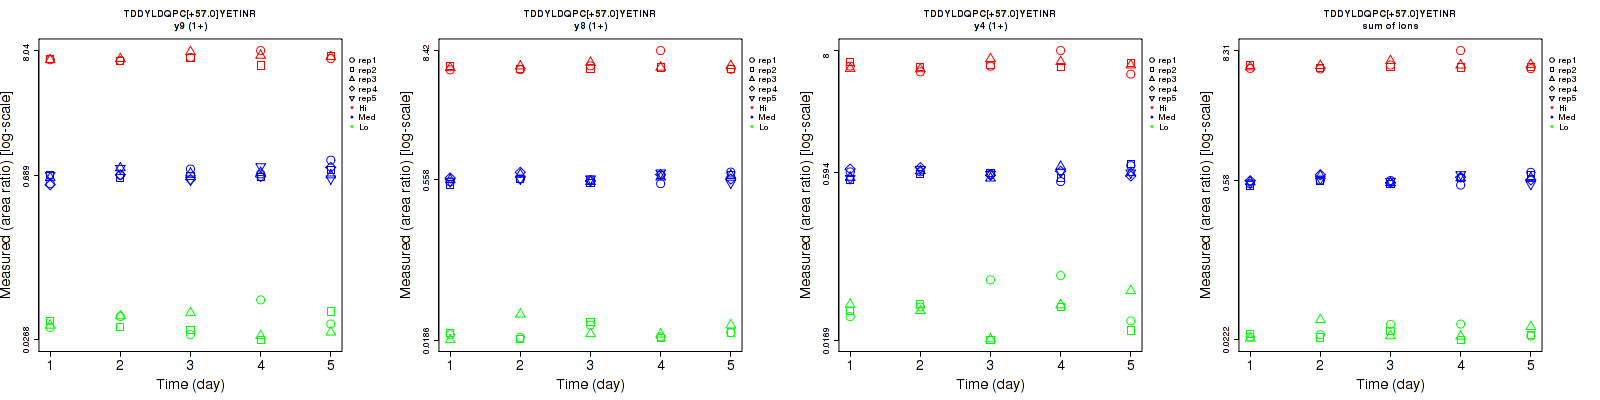 TDDYLDQPC[+57.0]YETINR
y9 (1+)
Measured (area ratio) [log-scale]
8.04
0.689
0.0268
1 2 3 4 5
Time (day)
rep1
rep2
rep3
rep4
rep5
Hi
Med
Lo
TDDYLDQPC[+57.0]YETINR
y8 (1+)
Measured (area ratio) [log-scale]
8.42
0.558
0.0186
1 2 3 4 5
Time (day)
rep1
rep2
rep3
rep4
rep5
Hi
Med
Lo
TDDYLDQPC[+57.0]YETINR
y4 (1+)
Measured (area ratio) [log-scale]
8
0.594
0.0169
1 2 3 4 5
Time (day)
rep1
rep2
rep3
rep4
rep5
Hi
Med
Lo
TDDYLDQPC[+57.0]YETINR
sum of ions
Measured (area ratio) [log-scale]
8.31
0.58
0.0222
1 2 3 4 5
Time (day)
rep1
rep2
rep3
rep4
rep5
Hi
Med
Lo